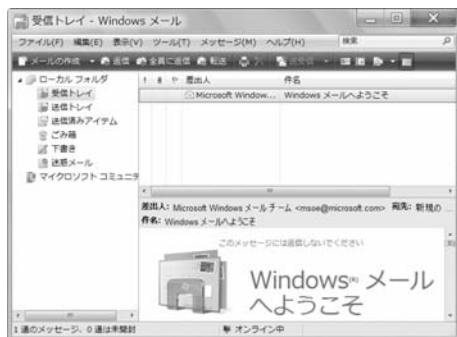 受信トレイ - Windows メール
ファイル(F) 編集(E) 表示(V) ツール(T) メッセージ(M) ヘルプ(H) 検索
メールの作成 返信 全員に返信 転送 送受信
ローカル フォルダ
受信トレイ
送信トレイ
送信済みアイテム
ごみ箱
下書き
迷惑メール
マイクロソフト コミュニテ
! 差出人 件名
Microsoft Window... Windows メールへようこそ
差出人: Microsoft Windows メール チーム <msoe@microsoft.com> 宛先: 新規の
件名: Windows メールへようこそ
このメッセージには返信しないでください
Windows メール
へようこそ
1 通のメッセージ、0 通は未開封 オンライン中